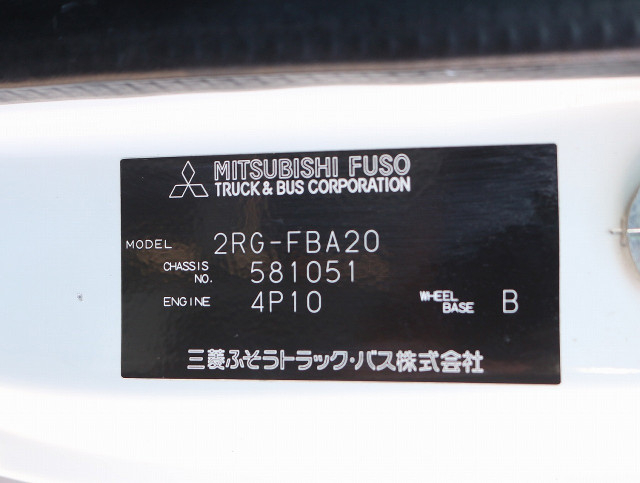 MITSUBISHI FUSO
TRUCK & BUS CORPORATION
MODEL 2RG-FBA20
CHASSIS NO. 581051
ENGINE 4P10 WHEEL BASE B
三菱ふそうトラック・バス株式会社